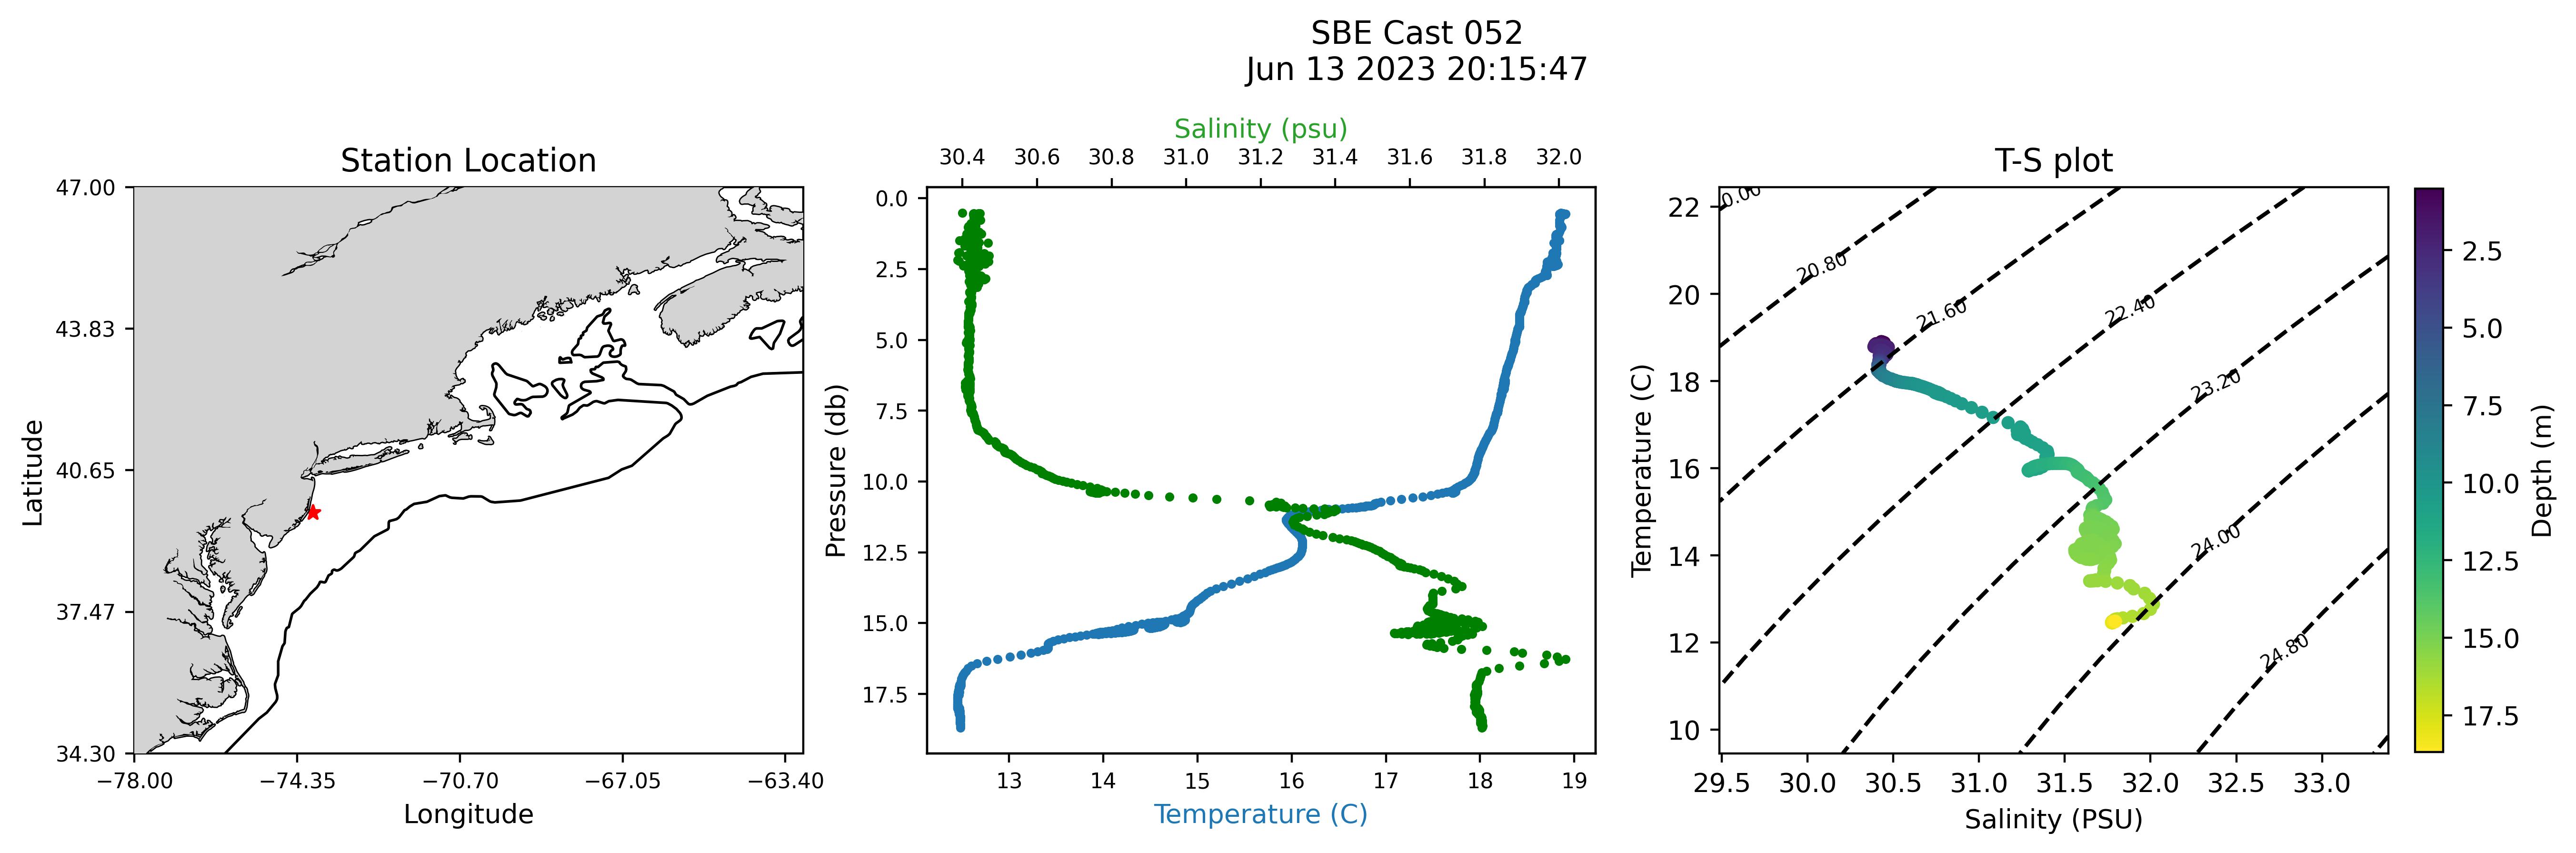 SBE Cast 052
Jun 13 2023 20:15:47
Station Location
47.00
43.83
40.65
37.47
34.30
Latitude
−78.00 −74.35 −70.70 −67.05 −63.40
Longitude
Salinity (psu)
30.4 30.6 30.8 31.0 31.2 31.4 31.6 31.8 32.0
0.0
2.5
5.0
7.5
10.0
12.5
15.0
17.5
Pressure (db)
13 14 15 16 17 18 19
Temperature (C)
T-S plot
22
20
18
16
14
12
10
Temperature (C)
20.80
21.60
22.40
23.20
24.00
24.80
29.5 30.0 30.5 31.0 31.5 32.0 32.5 33.0
Salinity (PSU)
2.5
5.0
7.5
10.0
12.5
15.0
17.5
Depth (m)